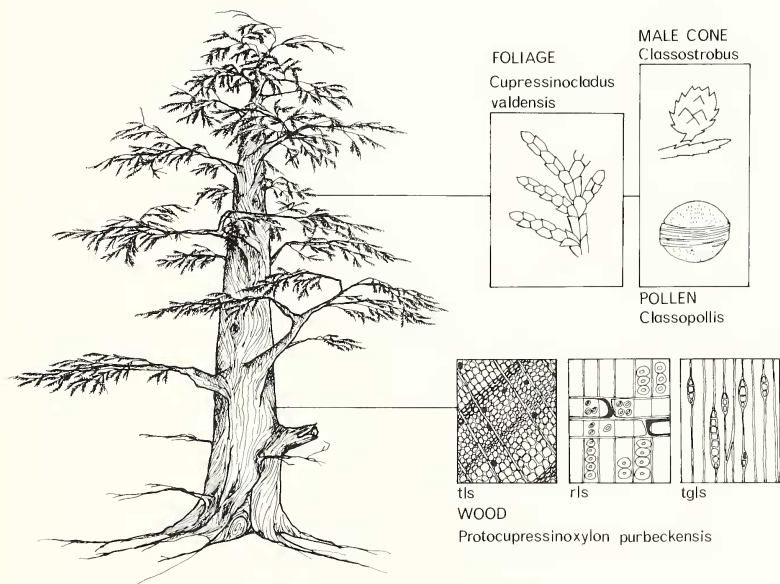 FOLIAGE
Cupressinocladus
valdensis
MALE CONE
Classostrobus
POLLEN
Classopollis
tls
rls
tgls
WOOD
Protocupressinoxylon purbeckensis